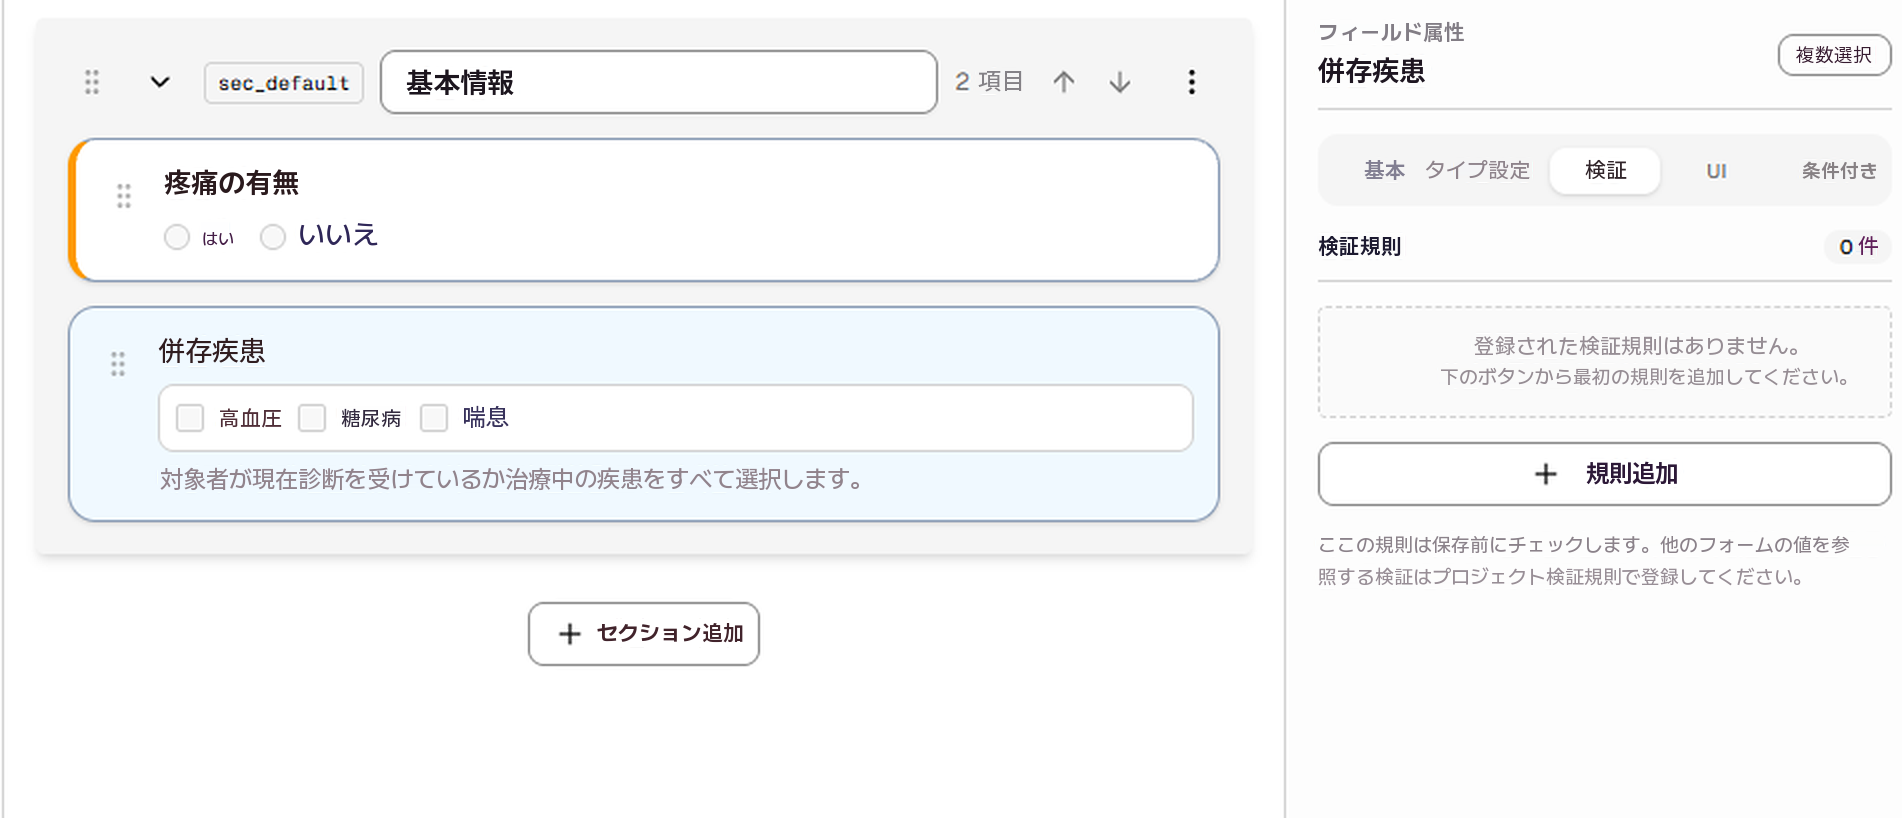 sec_default 基本情報 2 項目
疼痛の有無
はい いいえ
併存疾患
高血圧 糖尿病 喘息
対象者が現在診断を受けているか治療中の疾患をすべて選択します。
セクション追加
フィールド属性
併存疾患
複数選択
基本 タイプ設定 検証 UI 条件付き
検証規則 0 件
登録された検証規則はありません。
下のボタンから最初の規則を追加してください。
規則追加
ここの規則は保存前にチェックします。他のフォームの値を参
照する検証はプロジェクト検証規則で登録してください。